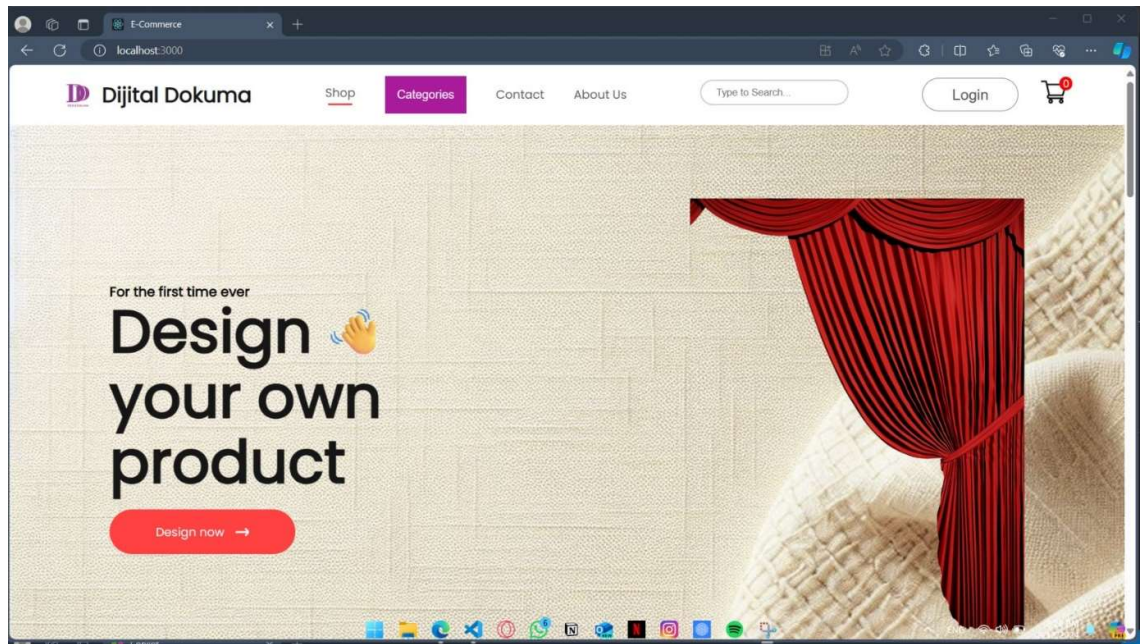 E-Commerce
localhost:3000
Dijital Dokuma
Shop
Categories
Contact
About Us
Type to Search...
Login
0
For the first time ever
Design 👋
your own
product
Design now →